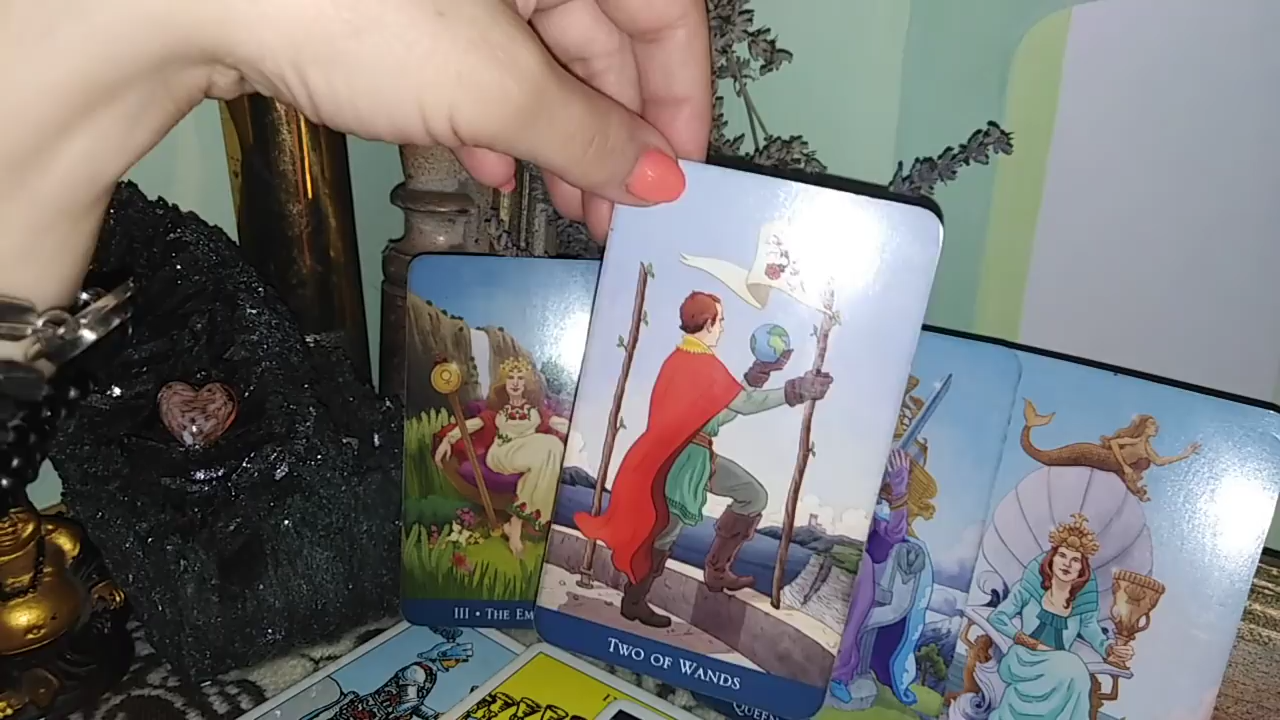 III • THE EM
TWO OF WANDS
QUEEN